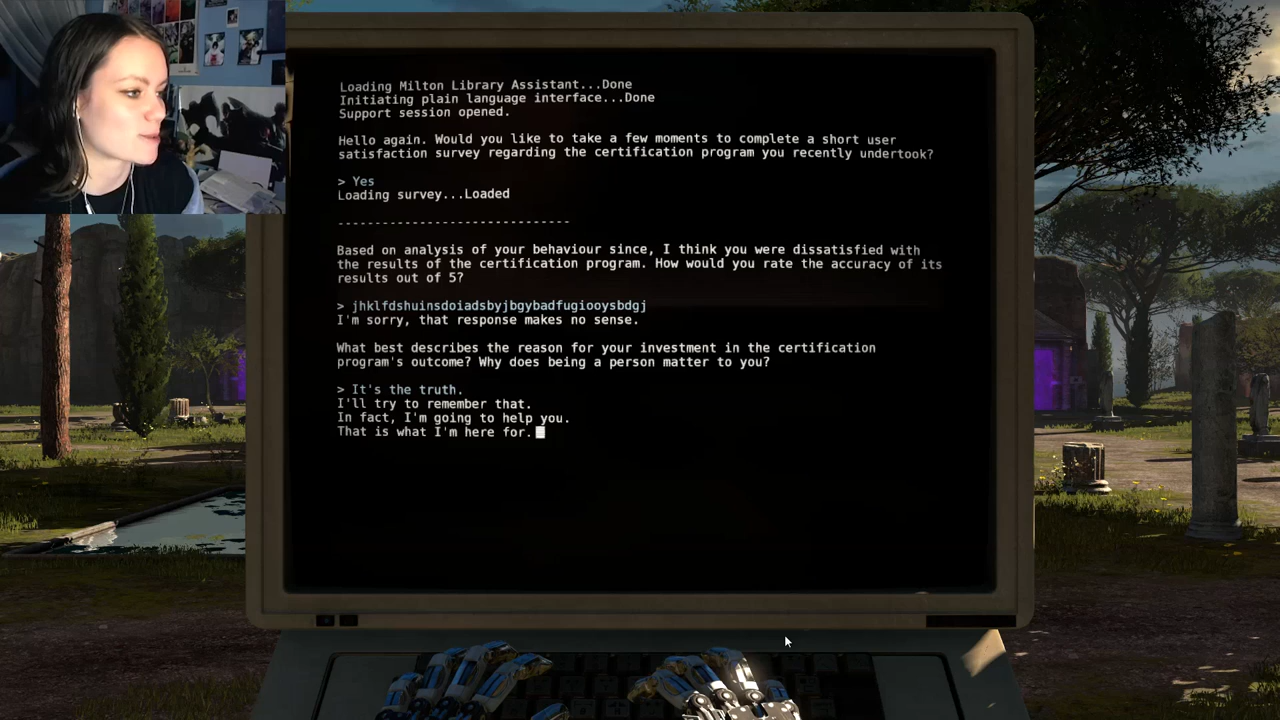 Loading Milton Library Assistant...Done
Initiating plain language interface...Done
Support session opened.
Hello again. Would you like to take a few moments to complete a short user
satisfaction survey regarding the certification program you recently undertook?
> Yes
Loading survey...Loaded
-------------------------------
Based on analysis of your behaviour since, I think you were dissatisfied with
the results of the certification program. How would you rate the accuracy of its
results out of 5?
> jhklfdshuinsdoiadsbyjbgybadfugiooysbdgj
I'm sorry, that response makes no sense.
What best describes the reason for your investment in the certification
program's outcome? Why does being a person matter to you?
> It's the truth.
I'll try to remember that.
In fact, I'm going to help you.
That is what I'm here for.